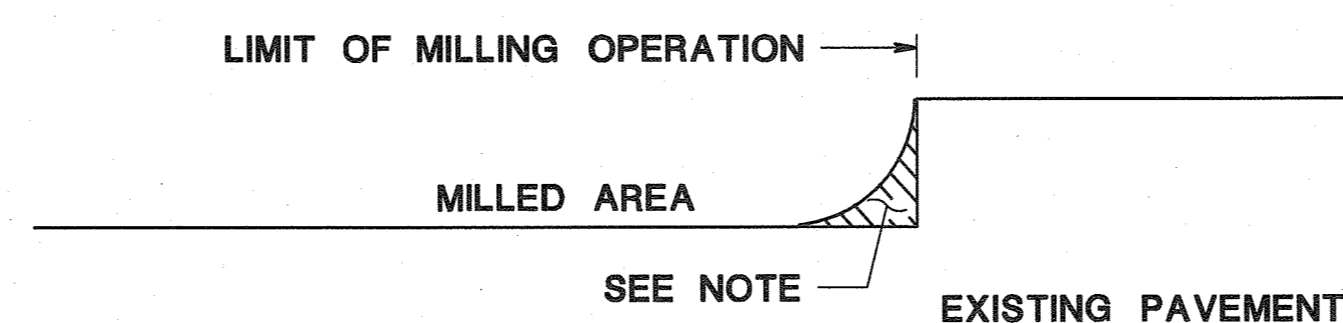 LIMIT OF MILLING OPERATION
MILLED AREA
SEE NOTE
EXISTING PAVEMENT